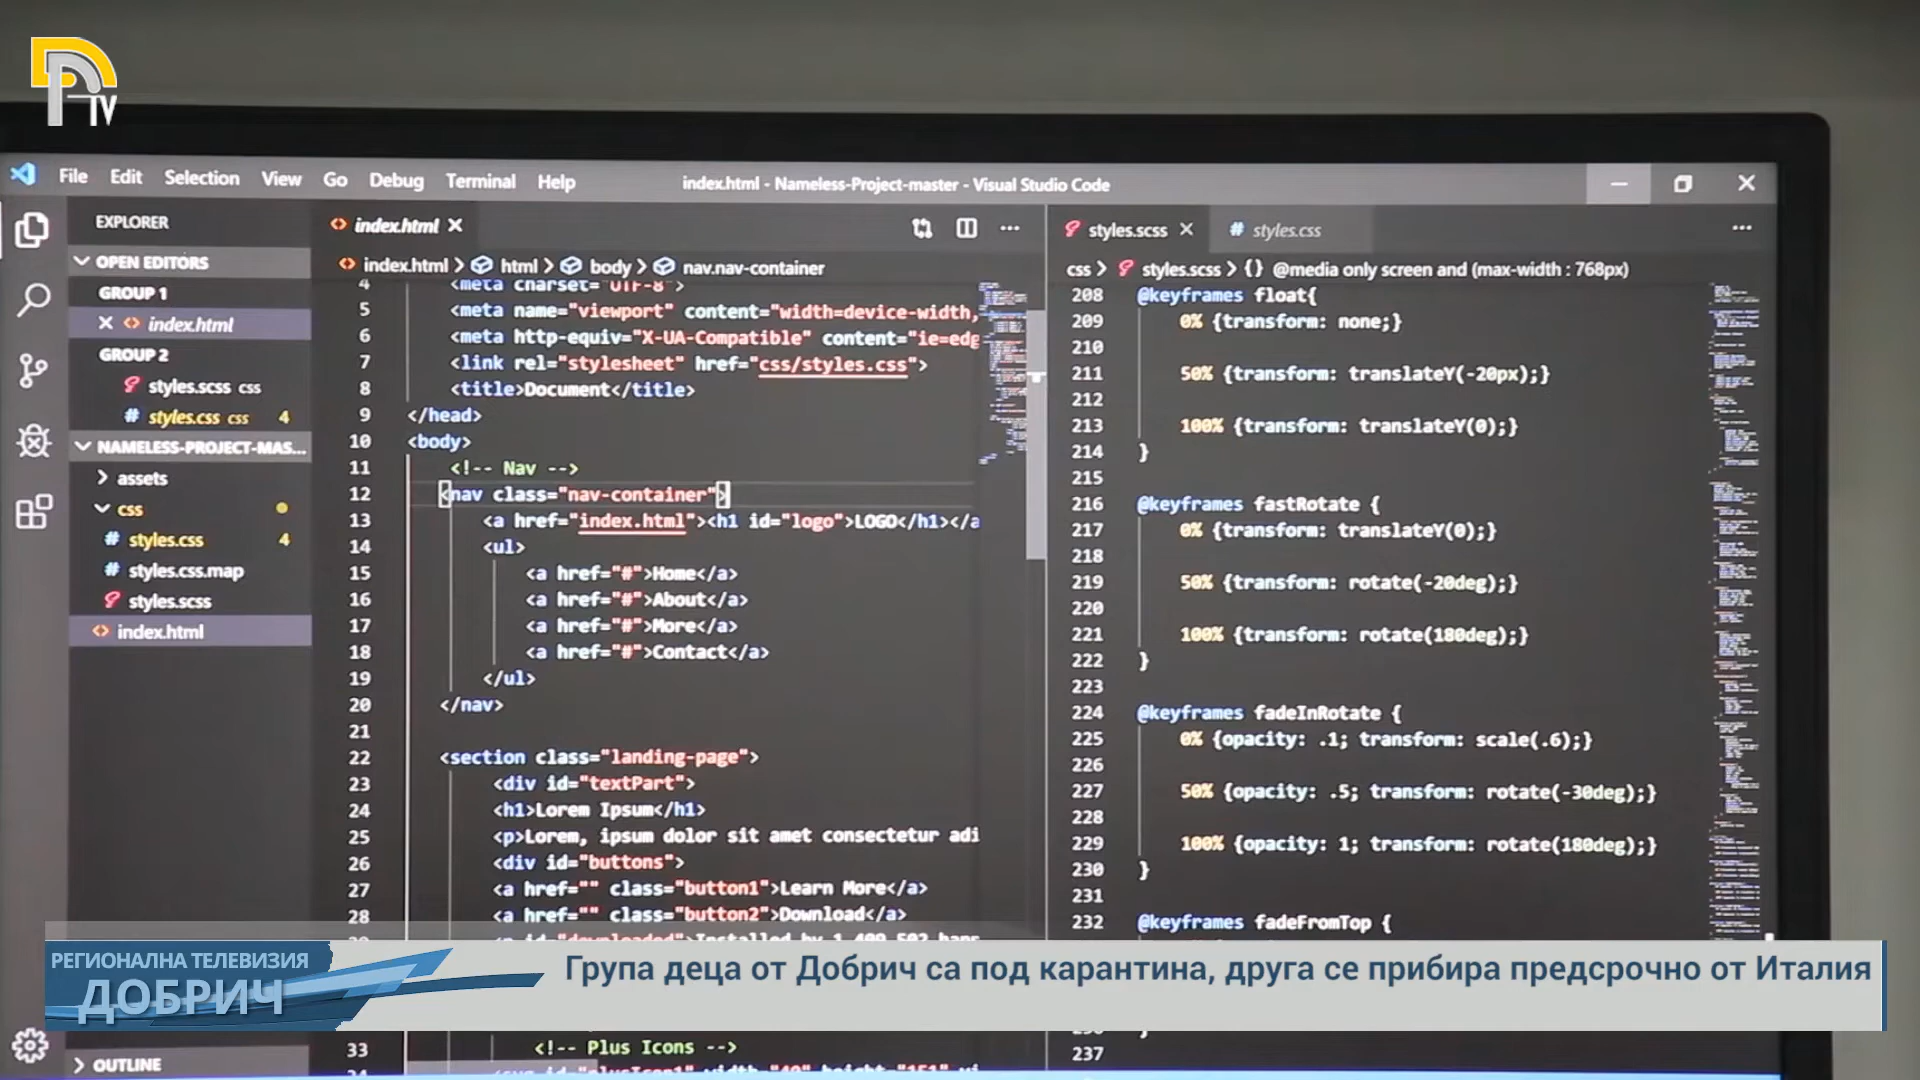 TV
File Edit Selection View Go Debug Terminal Help
index.html - Nameless-Project-master - Visual Studio Code
EXPLORER
OPEN EDITORS
GROUP 1
index.html
GROUP 2
styles.scss css
styles.css css 4
NAMELESS-PROJECT-MAS...
assets
css
styles.css 4
styles.css.map
styles.scss
index.html
OUTLINE
index.html
index.html > html > body > nav.nav-container
4 <meta charset="UTF-8">
5 <meta name="viewport" content="width=device-width,
6 <meta http-equiv="X-UA-Compatible" content="ie=edg
7 <link rel="stylesheet" href="css/styles.css">
8 <title>Document</title>
9 </head>
10 <body>
11 <!-- Nav -->
12 <nav class="nav-container">
13 <a href="index.html"><h1 id="logo">LOGO</h1></a
14 <ul>
15 <a href="#">Home</a>
16 <a href="#">About</a>
17 <a href="#">More</a>
18 <a href="#">Contact</a>
19 </ul>
20 </nav>
21
22 <section class="landing-page">
23 <div id="textPart">
24 <h1>Lorem Ipsum</h1>
25 <p>Lorem, ipsum dolor sit amet consectetur adi
26 <div id="buttons">
27 <a href="" class="button1">Learn More</a>
28 <a href="" class="button2">Download</a>
33 <!-- Plus Icons -->
styles.scss
# styles.css
css > styles.scss > {} @media only screen and (max-width : 768px)
208 @keyframes float{
209 0% {transform: none;}
210
211 50% {transform: translateY(-20px);}
212
213 100% {transform: translateY(0);}
214 }
215
216 @keyframes fastRotate {
217 0% {transform: translateY(0);}
218
219 50% {transform: rotate(-20deg);}
220
221 100% {transform: rotate(180deg);}
222 }
223
224 @keyframes fadeInRotate {
225 0% {opacity: .1; transform: scale(.6);}
226
227 50% {opacity: .5; transform: rotate(-30deg);}
228
229 100% {opacity: 1; transform: rotate(180deg);}
230 }
231
232 @keyframes fadeFromTop {
237
РЕГИОНАЛНА ТЕЛЕВИЗИЯ
ДОБРИЧ
Група деца от Добрич са под карантина, друга се прибира предсрочно от Италия